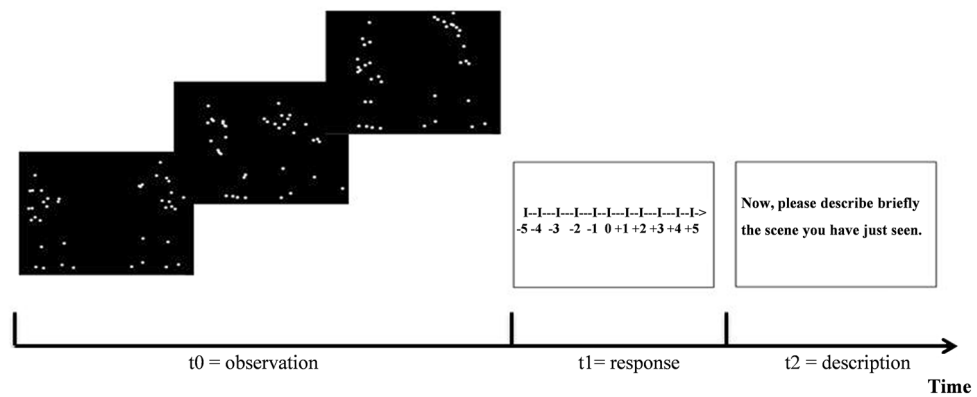 I--I---I---I---I--I--I---I---I---I--I->
-5 -4 -3 -2 -1 0 +1 +2 +3 +4 +5
Now, please describe briefly
the scene you have just seen.
t0 = observation
t1= response
t2 = description
Time